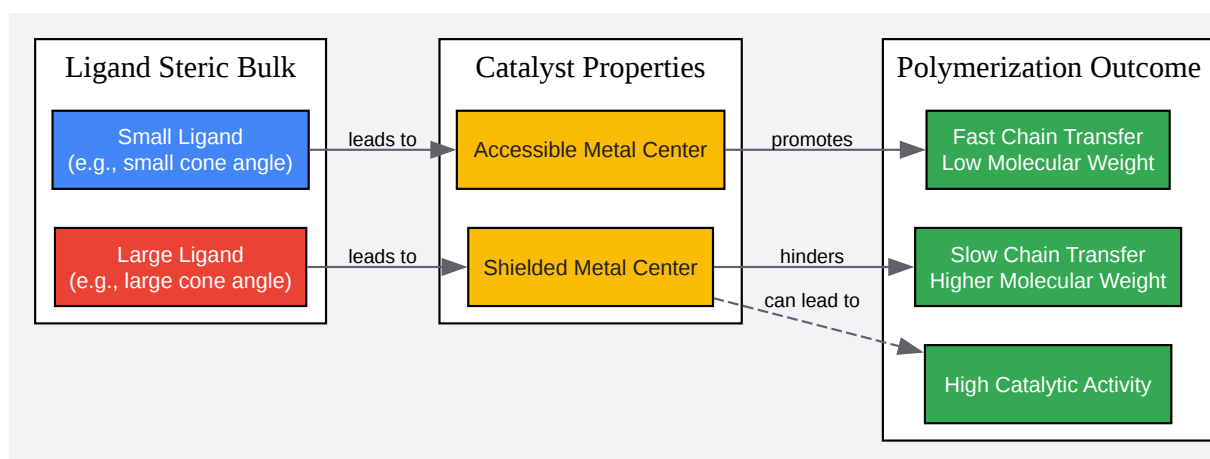 Ligand Steric Bulk
Small Ligand
(e.g., small cone angle)
Large Ligand
(e.g., large cone angle)
leads to
leads to
Catalyst Properties
Accessible Metal Center
Shielded Metal Center
promotes
hinders
can lead to
Polymerization Outcome
Fast Chain Transfer
Low Molecular Weight
Slow Chain Transfer
Higher Molecular Weight
High Catalytic Activity